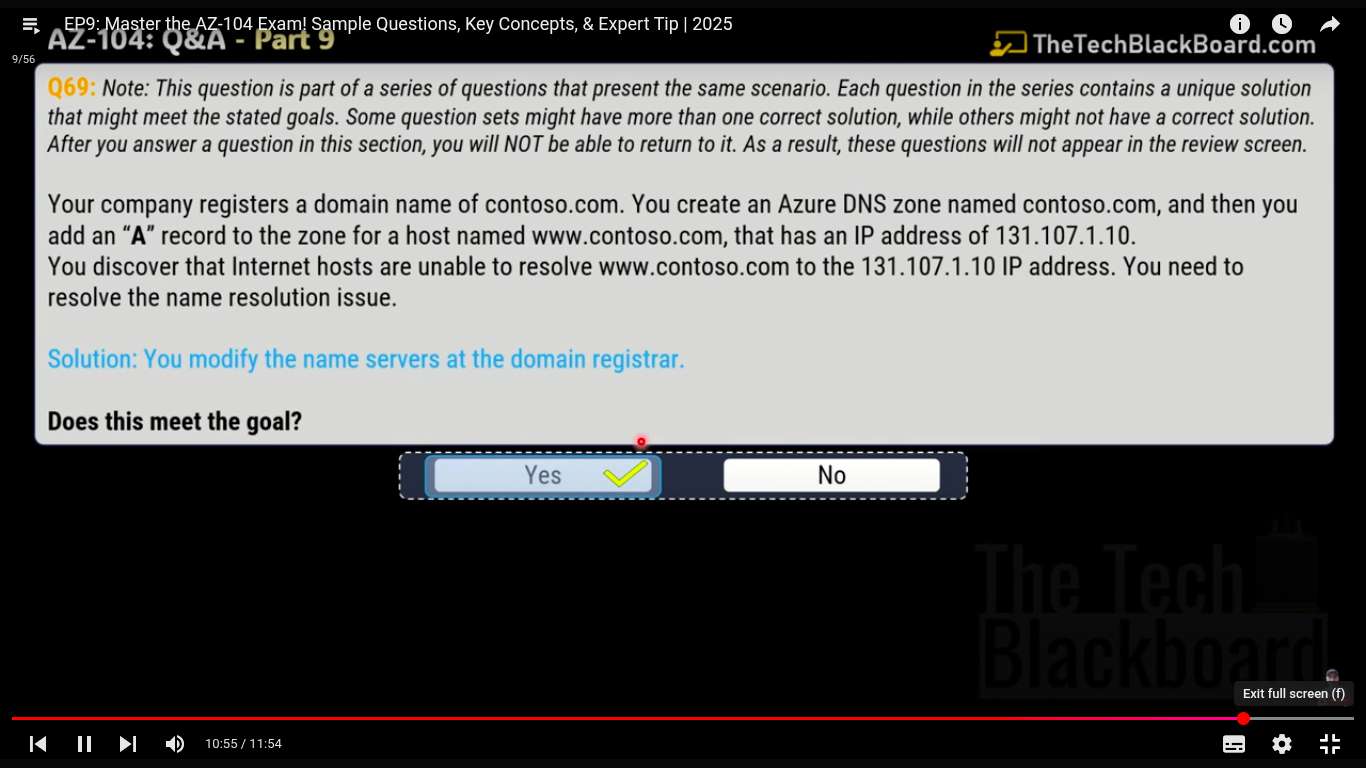 EP9: Master the AZ-104 Exam! Sample Questions, Key Concepts, & Expert Tip | 2025
AZ-104: Q&A - Part 9
TheTechBlackBoard.com
9/56
Q69: Note: This question is part of a series of questions that present the same scenario. Each question in the series contains a unique solution
that might meet the stated goals. Some question sets might have more than one correct solution, while others might not have a correct solution.
After you answer a question in this section, you will NOT be able to return to it. As a result, these questions will not appear in the review screen.
Your company registers a domain name of contoso.com. You create an Azure DNS zone named contoso.com, and then you
add an “A” record to the zone for a host named www.contoso.com, that has an IP address of 131.107.1.10.
You discover that Internet hosts are unable to resolve www.contoso.com to the 131.107.1.10 IP address. You need to
resolve the name resolution issue.
Solution: You modify the name servers at the domain registrar.
Does this meet the goal?
Yes
No
The Tech
Blackboard
Exit full screen (f)
10:55 / 11:54